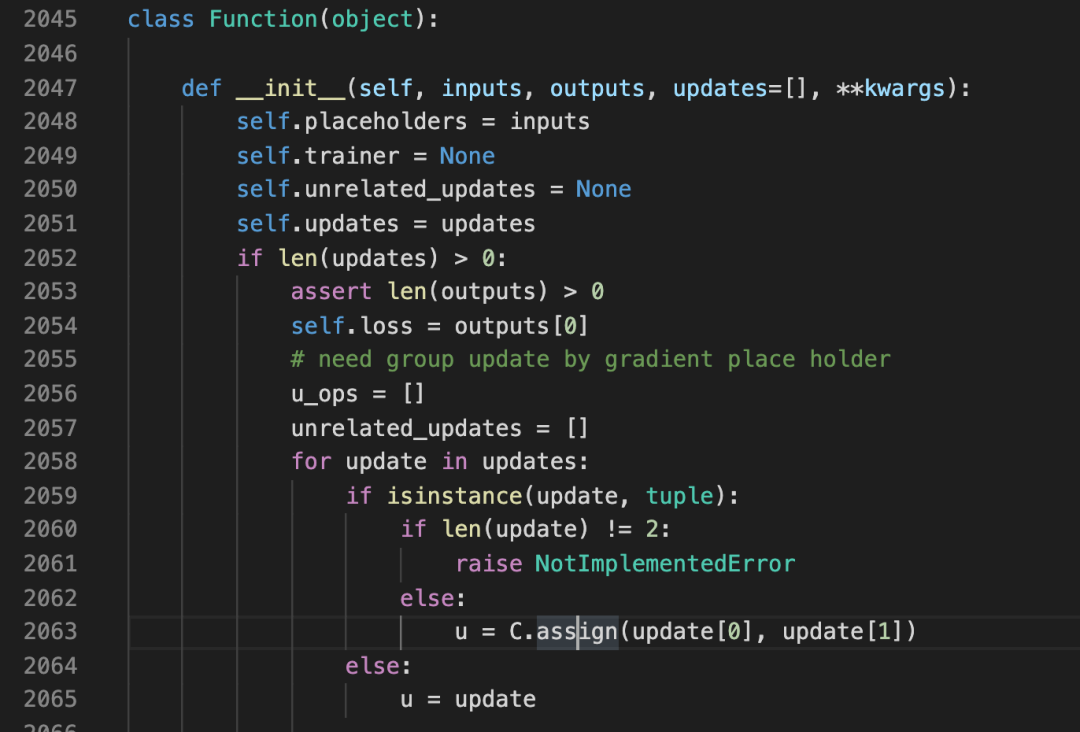 2045 class Function(object):
2046
2047     def __init__(self, inputs, outputs, updates=[], **kwargs):
2048         self.placeholders = inputs
2049         self.trainer = None
2050         self.unrelated_updates = None
2051         self.updates = updates
2052         if len(updates) > 0:
2053             assert len(outputs) > 0
2054             self.loss = outputs[0]
2055             # need group update by gradient place holder
2056             u_ops = []
2057             unrelated_updates = []
2058             for update in updates:
2059                 if isinstance(update, tuple):
2060                     if len(update) != 2:
2061                         raise NotImplementedError
2062                     else:
2063                         u = C.assign(update[0], update[1])
2064                 else:
2065                     u = update
2066